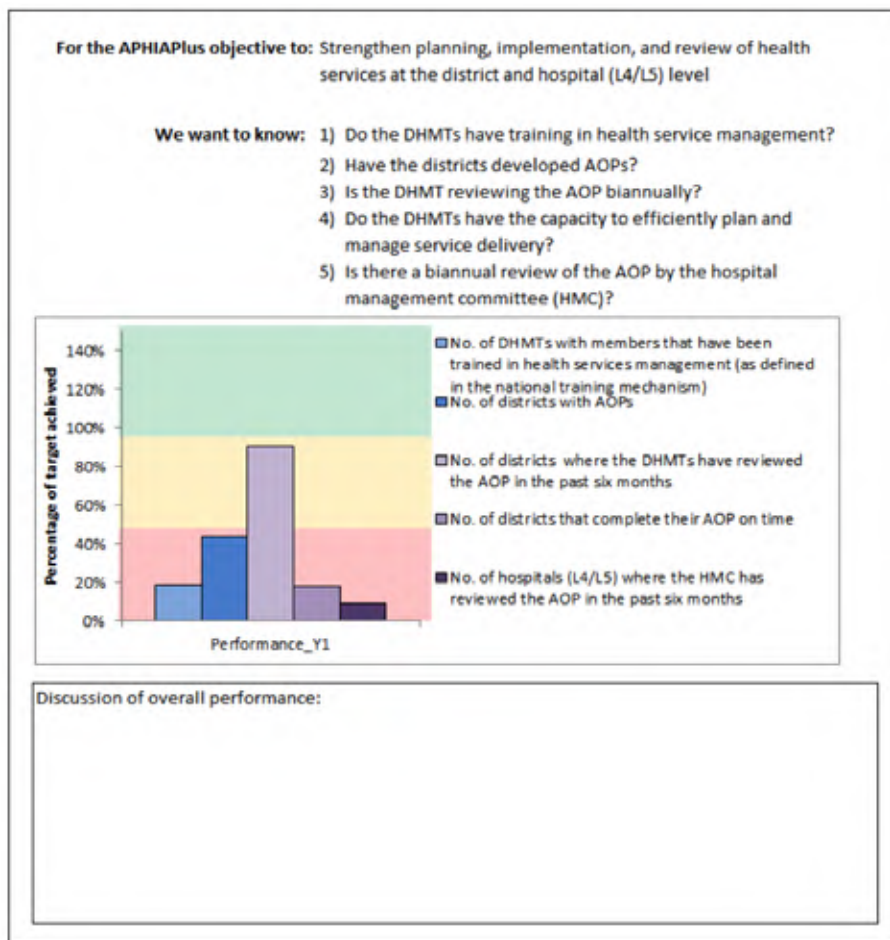 For the APHIAPlus objective to: Strengthen planning, implementation, and review of health
services at the district and hospital (L4/L5) level
We want to know: 1) Do the DHMTs have training in health service management?
2) Have the districts developed AOPs?
3) Is the DHMT reviewing the AOP biannually?
4) Do the DHMTs have the capacity to efficiently plan and
manage service delivery?
5) Is there a biannual review of the AOP by the hospital
management committee (HMC)?
Percentage of target achieved
140%
120%
100%
80%
60%
40%
20%
0%
Performance_Y1
No. of DHMTs with members that have been
trained in health services management (as defined
in the national training mechanism)
No. of districts with AOPs
No. of districts where the DHMTs have reviewed
the AOP in the past six months
No. of districts that complete their AOP on time
No. of hospitals (L4/L5) where the HMC has
reviewed the AOP in the past six months
Discussion of overall performance: